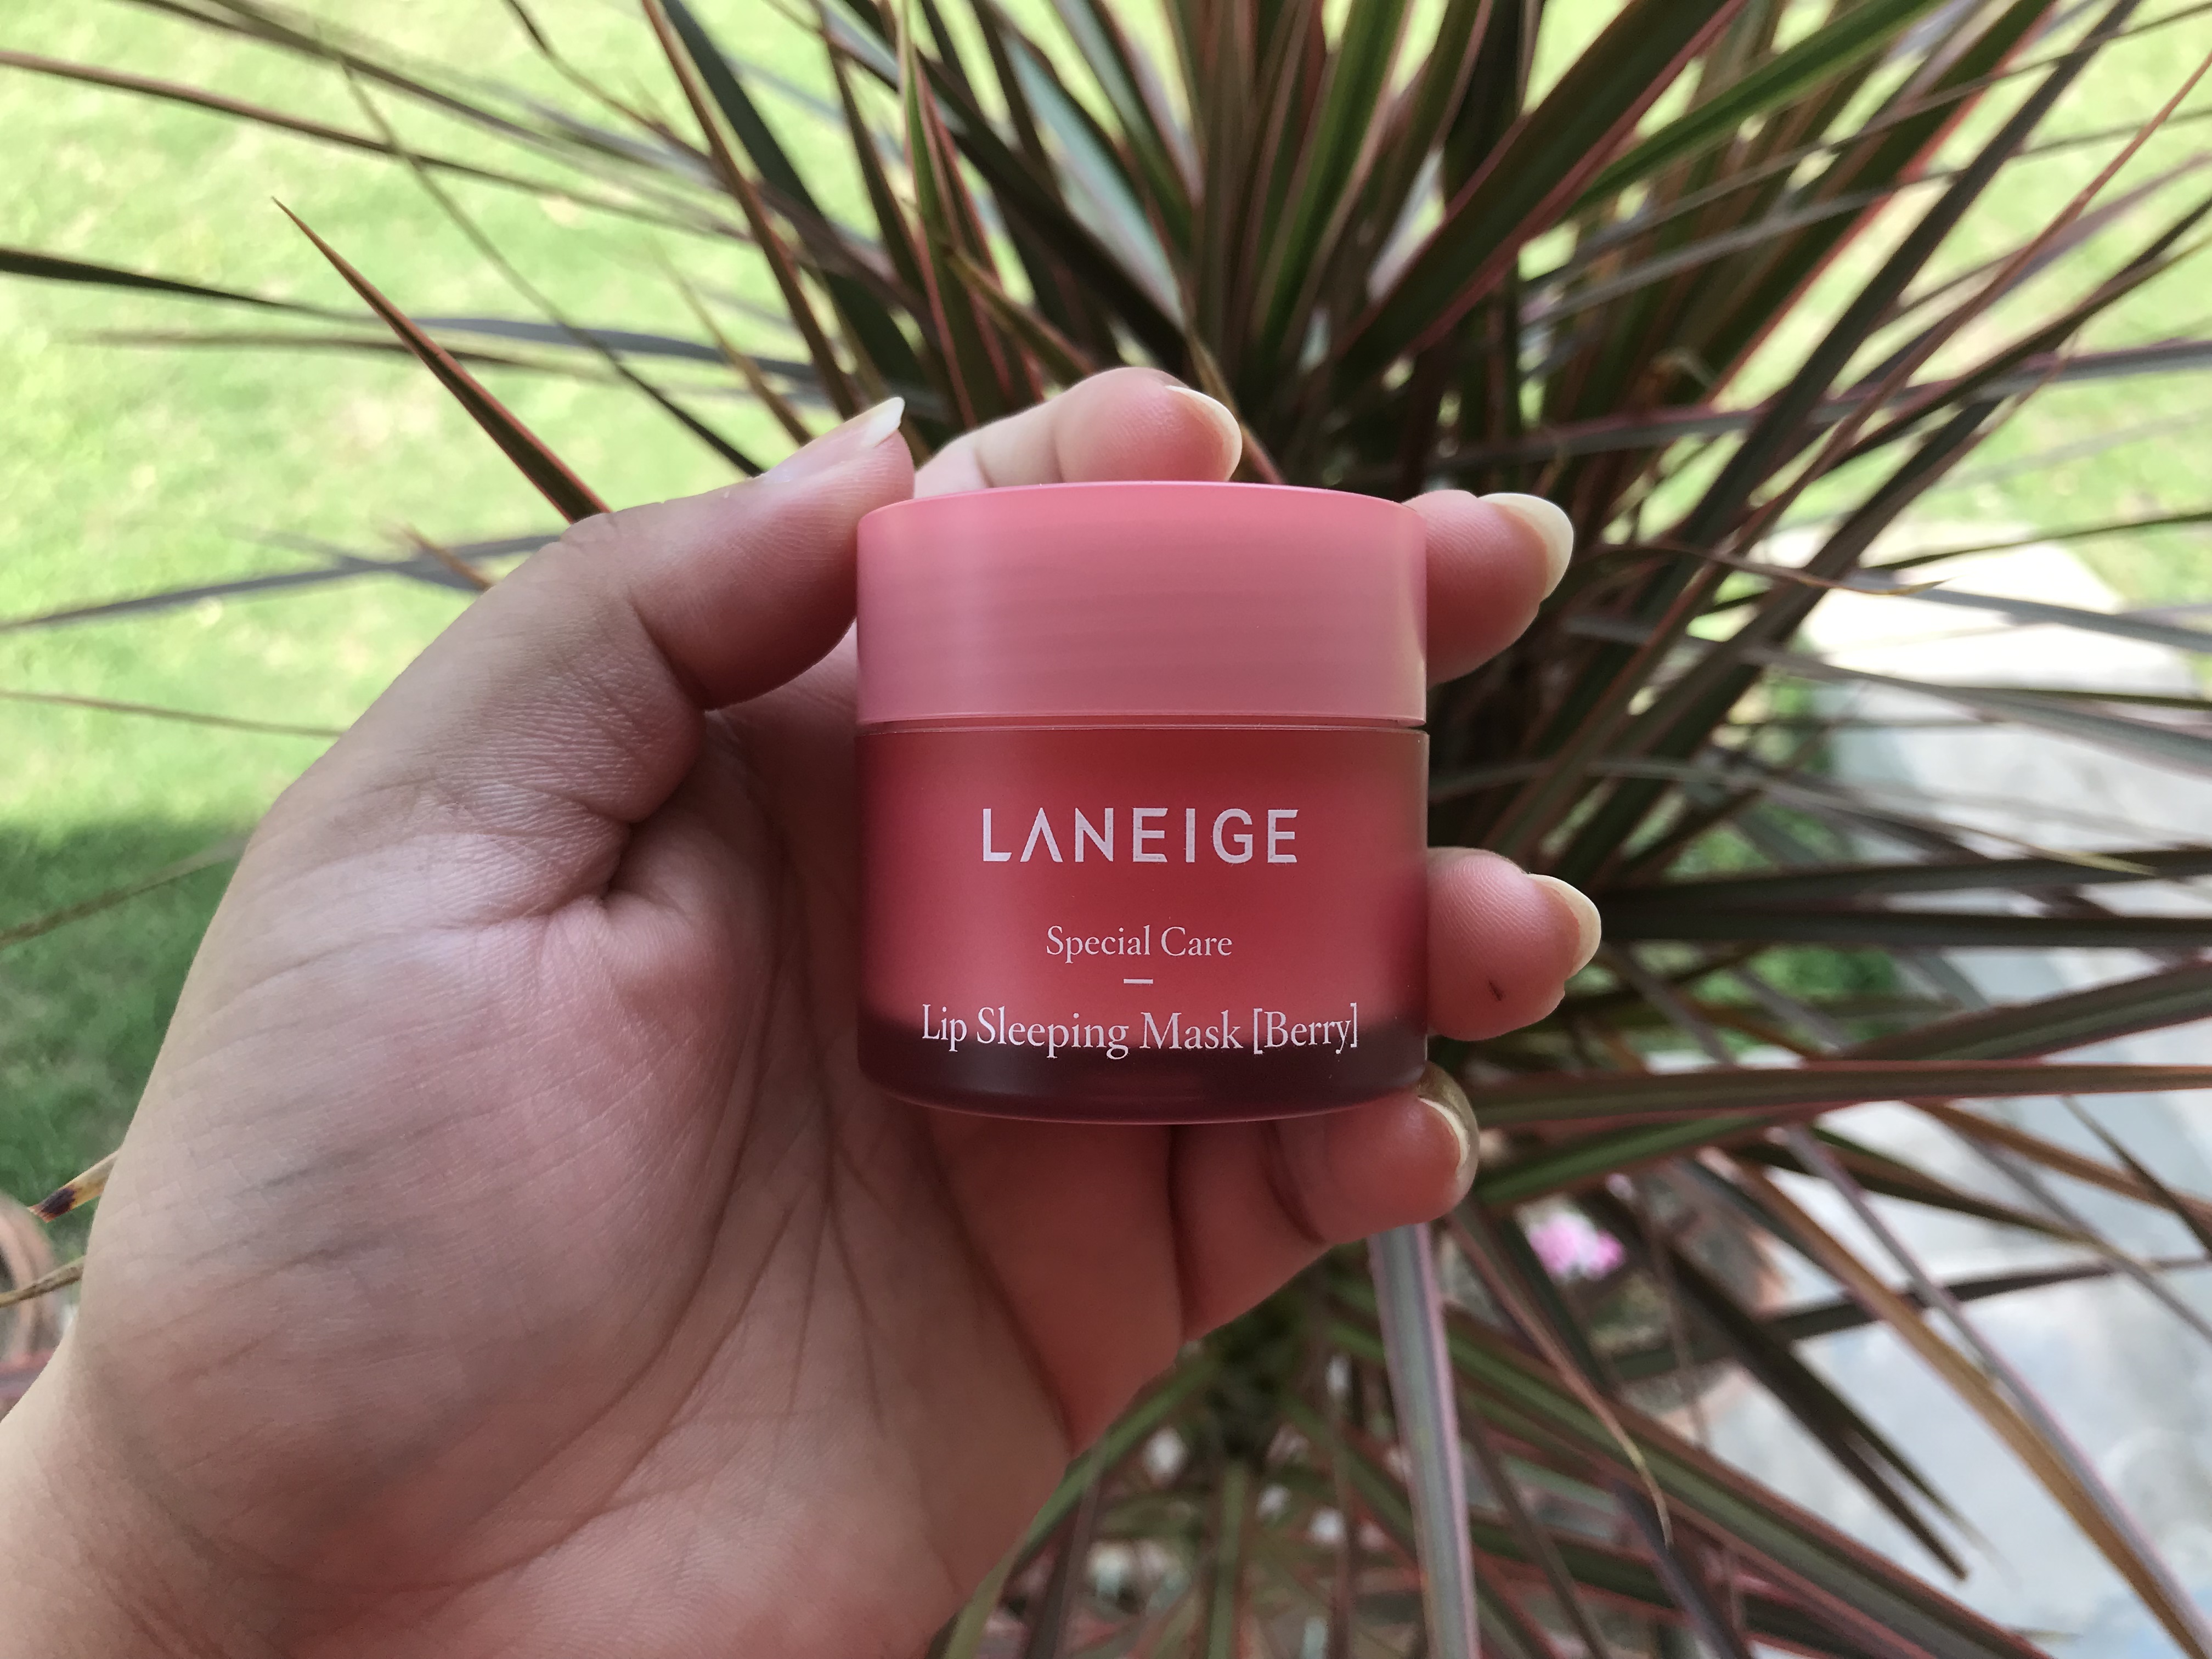 LANEIGE
Special Care
Lip Sleeping Mask [Berry]